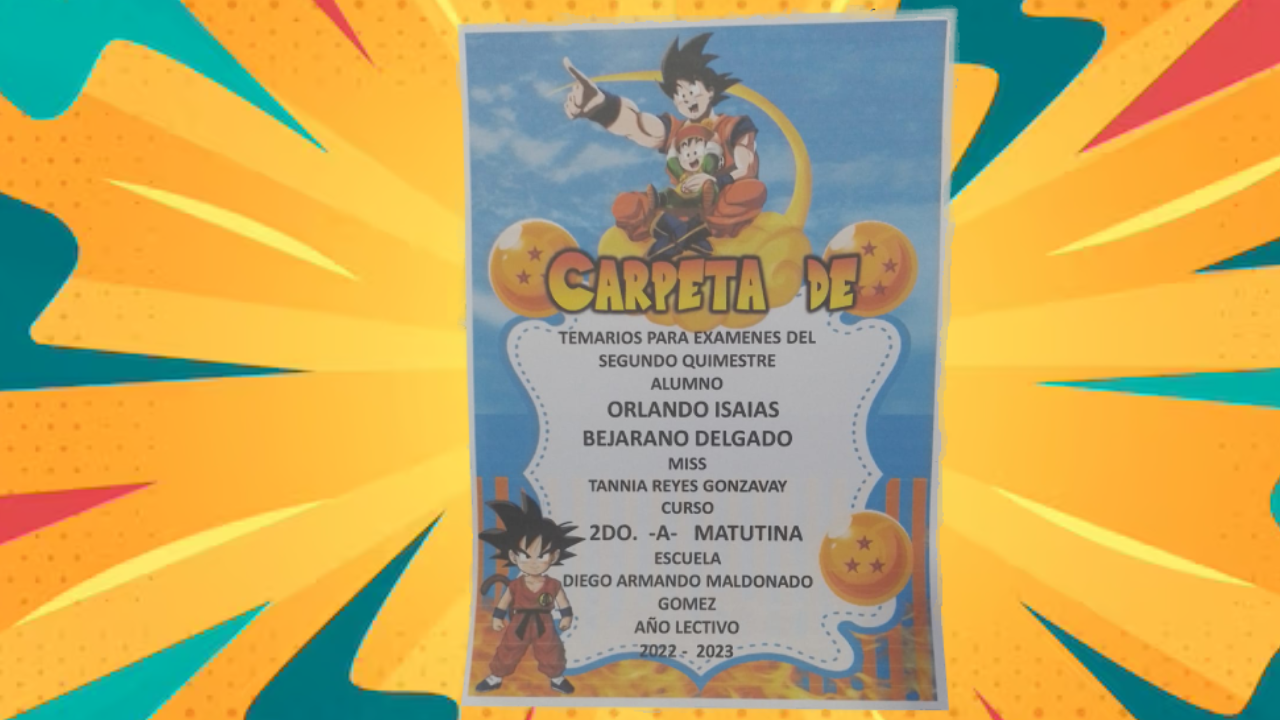 CARPETA DE
TEMARIOS PARA EXAMENES DEL
SEGUNDO QUIMESTRE
ALUMNO
ORLANDO ISAIAS
BEJARANO DELGADO
MISS
TANNIA REYES GONZAVAY
CURSO
2DO. -A- MATUTINA
ESCUELA
DIEGO ARMANDO MALDONADO
GOMEZ
AÑO LECTIVO
2022 - 2023